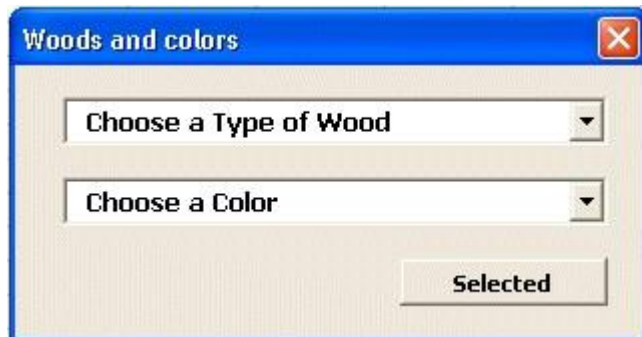 Woods and colors
Choose a Type of Wood
Choose a Color
Selected